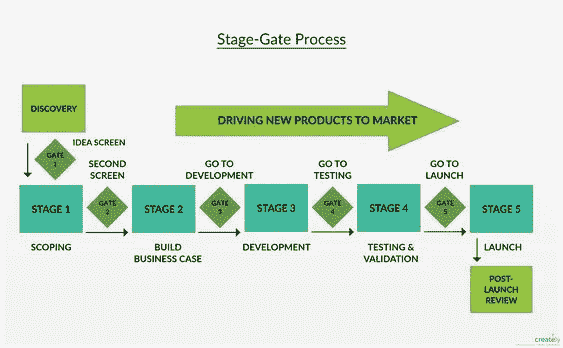 Stage-Gate Process
DISCOVERY
DRIVING NEW PRODUCTS TO MARKET
GATE
1
IDEA SCREEN
SECOND
SCREEN
GO TO
DEVELOPMENT
GO TO
TESTING
GO TO
LAUNCH
STAGE 1
GATE
2
STAGE 2
GATE
3
STAGE 3
GATE
4
STAGE 4
GATE
5
STAGE 5
SCOPING
BUILD
BUSINESS CASE
DEVELOPMENT
TESTING &
VALIDATION
LAUNCH
POST-
LAUNCH
REVIEW
creately